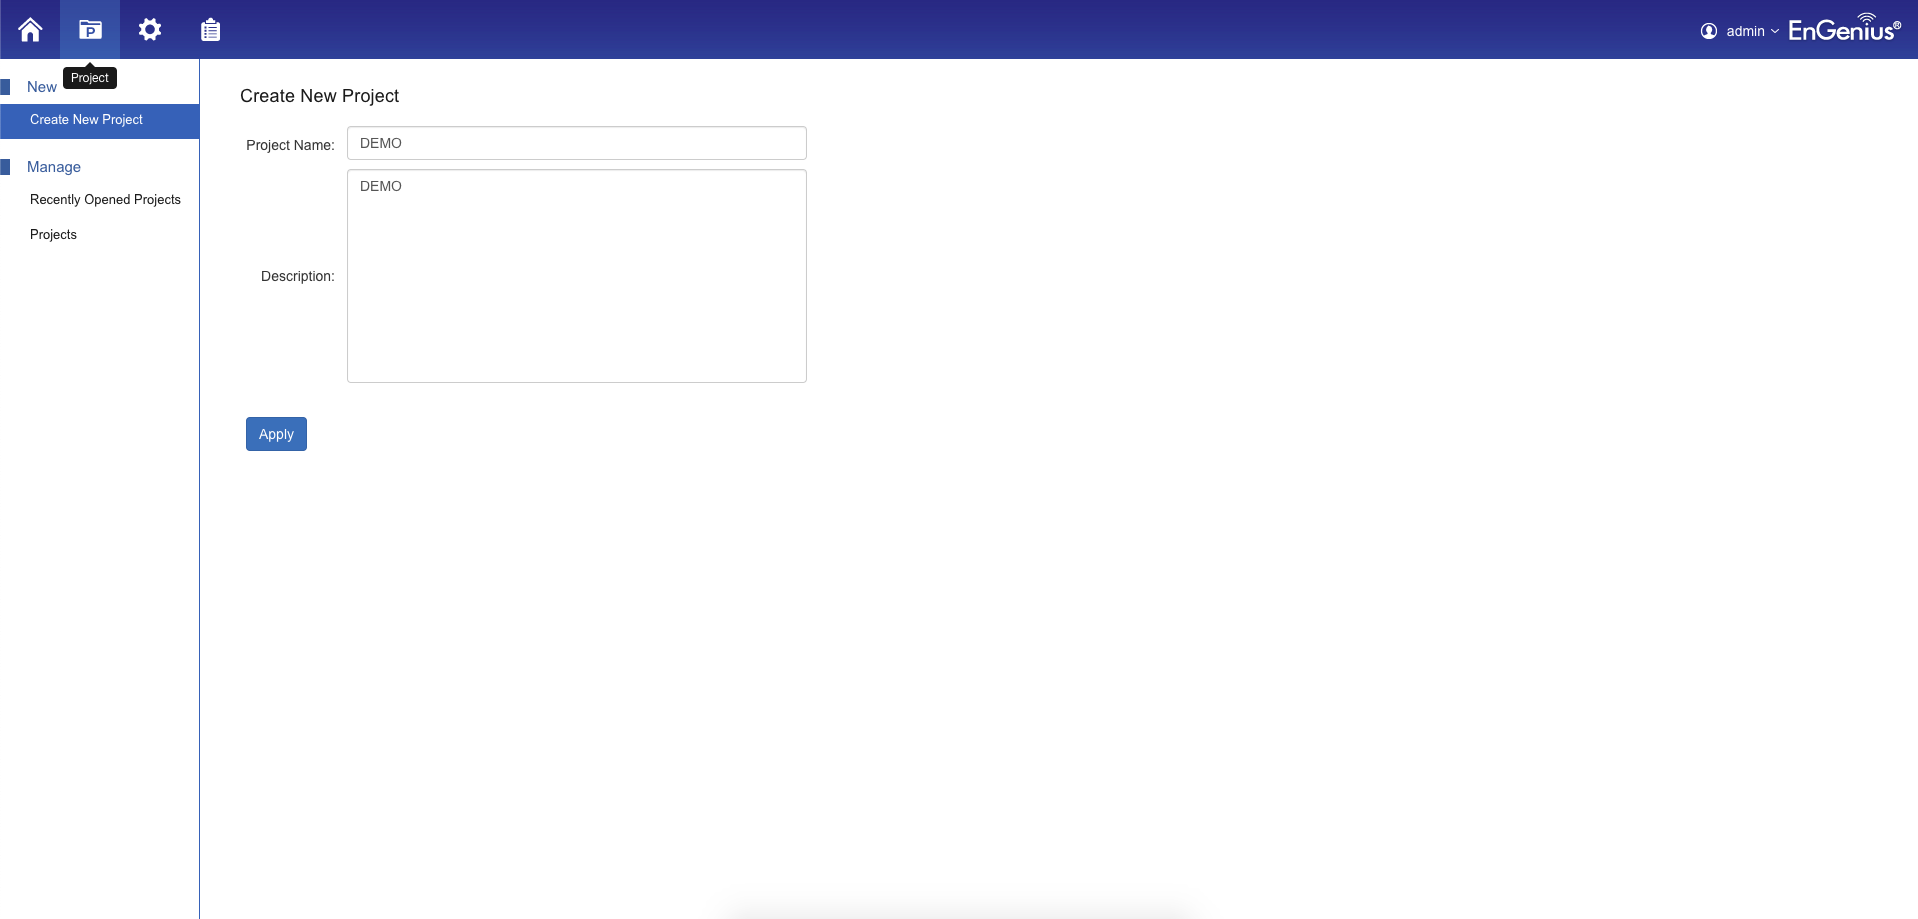 P
admin
EnGenius®
Project
New
Create New Project
Manage
Recently Opened Projects
Projects
Create New Project
Project Name:
DEMO
Description:
DEMO
Apply